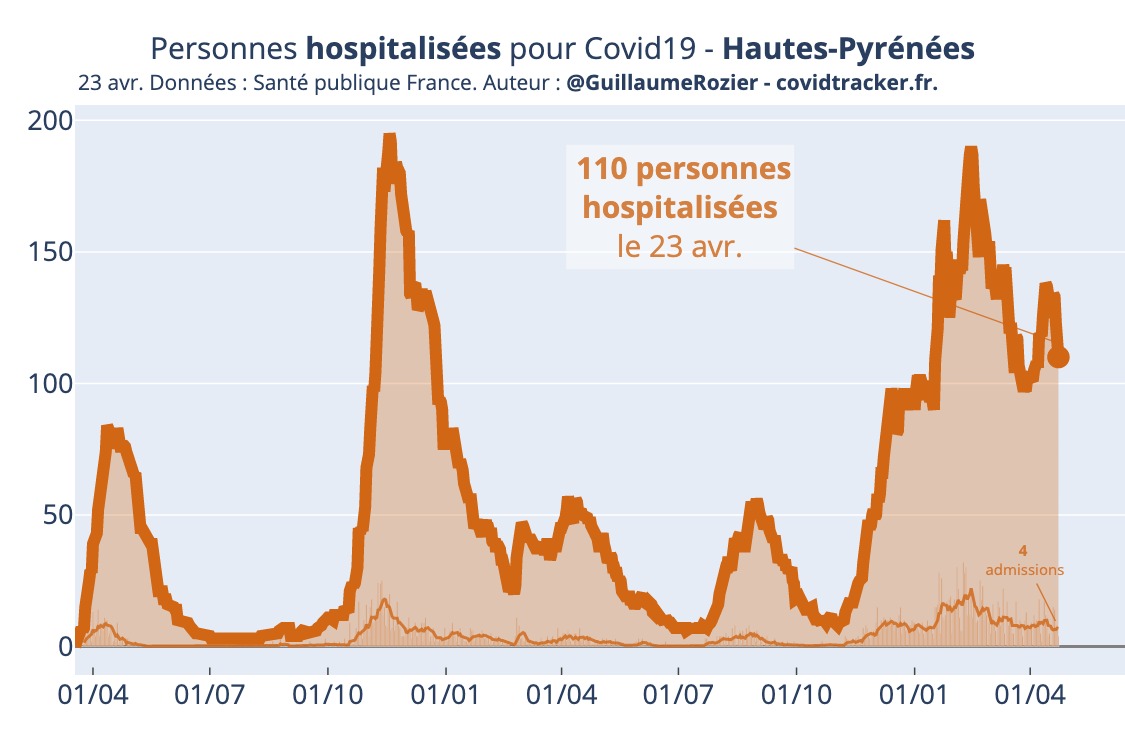 Personnes hospitalisées pour Covid19 - Hautes-Pyrénées
23 avr. Données : Santé publique France. Auteur : @GuillaumeRozier - covidtracker.fr.
200
150
100
50
0
110 personnes
hospitalisées
le 23 avr.
4
admissions
01/04 01/07 01/10 01/01 01/04 01/07 01/10 01/01 01/04